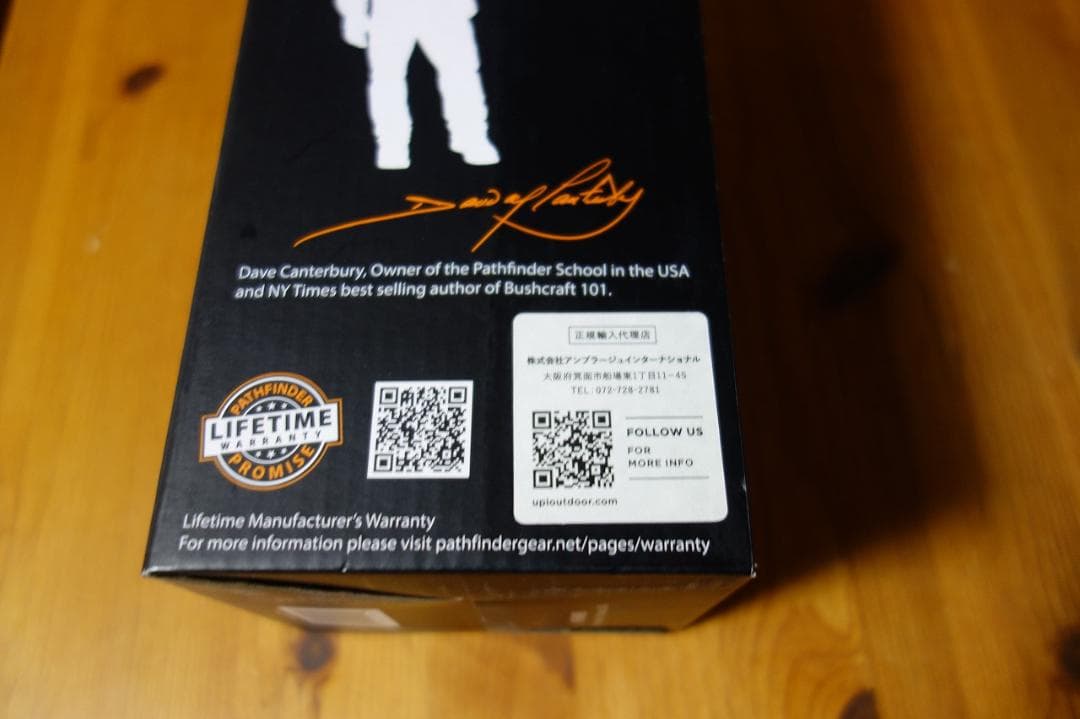 Dave Canterbury
Dave Canterbury, Owner of the Pathfinder School in the USA
and NY Times best selling author of Bushcraft 101.
正規輸入代理店
株式会社アンプラージュインターナショナル
大阪府箕面市船場東1丁目11-45
TEL:072-728-2781
FOLLOW US
FOR
MORE INFO
upioutdoor.com
PATHFINDER
LIFETIME
WARRANTY
PROMISE
Lifetime Manufacturer's Warranty
For more information please visit pathfindergear.net/pages/warranty